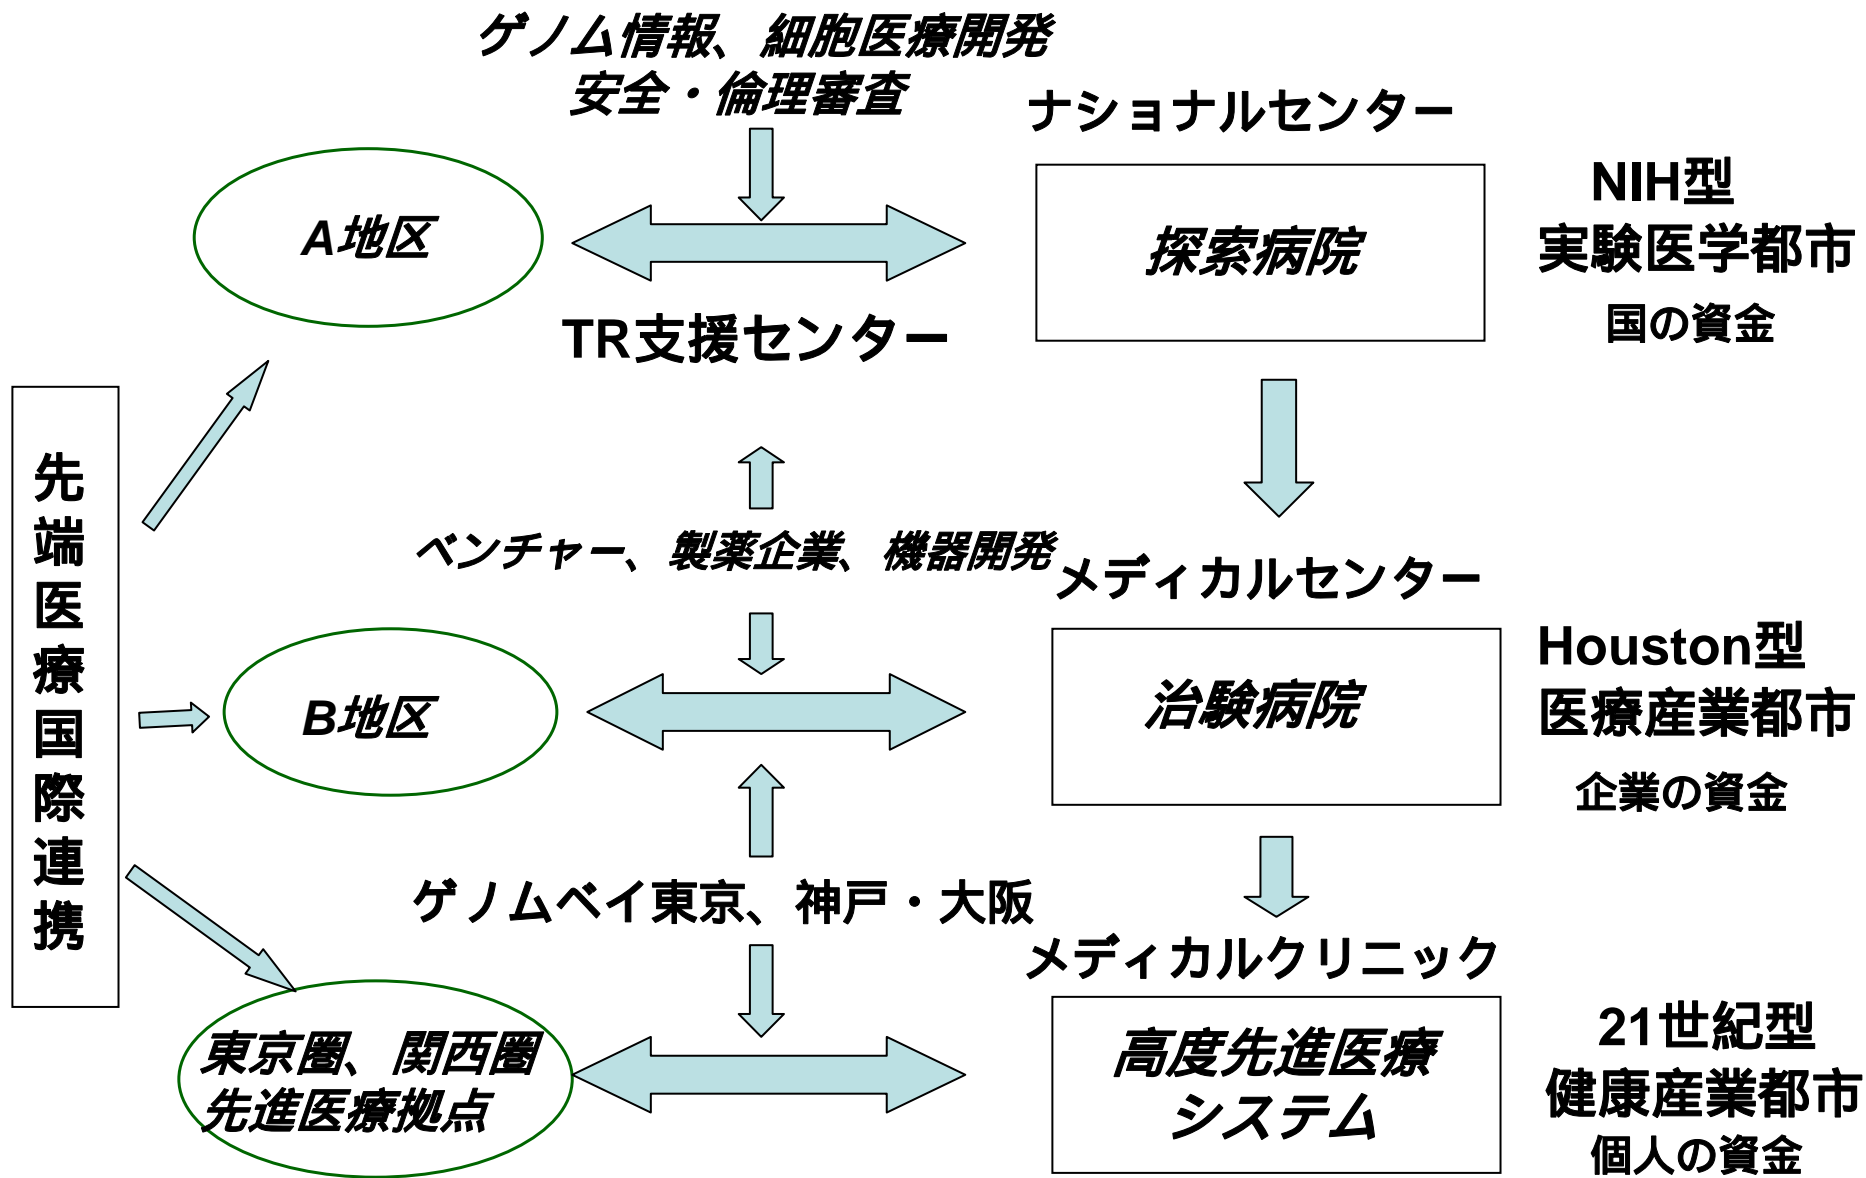 ゲノム情報、細胞医療開発
安全・倫理審査
ナショナルセンター
NIH型
実験医学都市
国の資金
A地区
探索病院
TR支援センター
先端医療国際連携
ベンチャー、製薬企業、機器開発
メディカルセンター
Houston型
医療産業都市
企業の資金
B地区
治験病院
ゲノムベイ東京、神戸・大阪
メディカルクリニック
東京圏、関西圏
先進医療拠点
高度先進医療
システム
21世紀型
健康産業都市
個人の資金